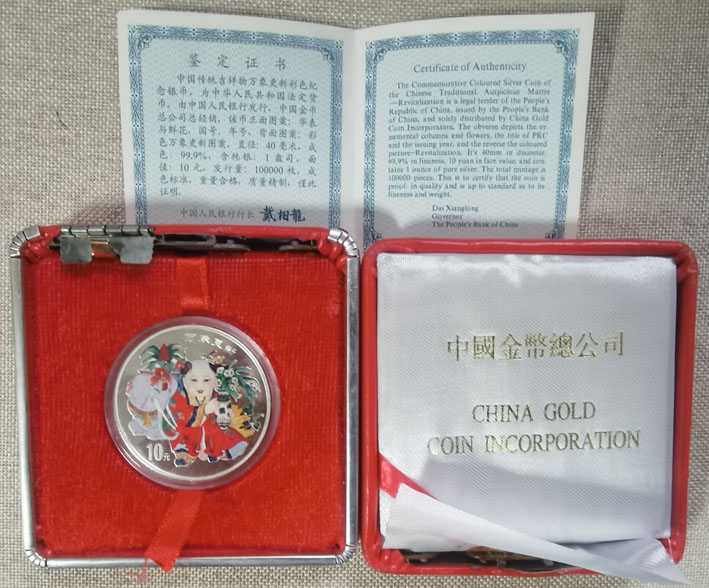 鉴定证书
中国传统吉祥物万象更新彩色纪
念银币，为中华人民共和国法定货
币，由中国人民银行发行，中国金币
总公司总经销，该币正面图案：华表
与鲜花、国号、年号，背面图案：彩
色万象更新图案，直径：40毫米，成
色：99.9%，含纯银：1盎司，面
值：10元，发行量：100000枚，成
色标准，重量合格，质量精制，谨此
证明。
中国人民银行行长 戴相龍
Certificate of Authenticity
The Commemorative Coloured Silver Coin of
the Chinese Traditional Auspicious Matter
—Revitalization is a legal tender of the People's
Republic of China, issued by the People's Bank
of China, and solely distributed by China Gold
Coin Incorporation. The obverse depicts the or-
namental columns and flowers, the title of PRC
and the issuing year, and the reverse the coloured
picture—Revitalization. It's 40mm in diameter,
99.9% in fineness, 10 yuan in face value, and con-
tains 1 ounce of pure silver. The total mintage is
100000 pieces. This is to certify that the coin is
proof in quality and is up to standard as to its
fineness and weight.
Dai Xianglong
Governor
The People's Bank of China
万象更新
10元
中國金幣總公司
CHINA GOLD
COIN INCORPORATION